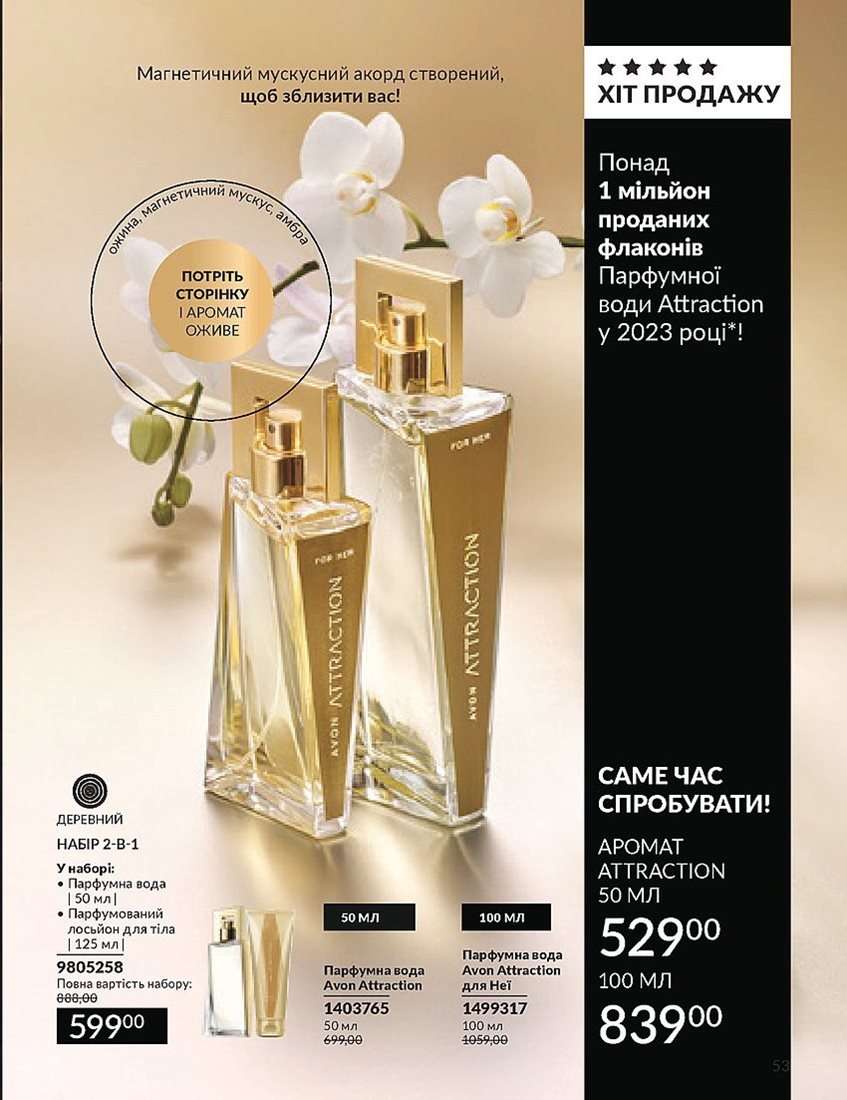 Магнетичний мускусний акорд створений,
щоб зблизити вас!
ожина, магнетичний мускус, амбра
ПОТРІТЬ
СТОРІНКУ
І АРОМАТ
ОЖИВЕ
FOR HER
AVON ATTRACTION
FOR HER
AVON ATTRACTION
ХІТ ПРОДАЖУ
Понад
1 мільйон
проданих
флаконів
Парфумної
води Attraction
у 2023 році*!
ДЕРЕВНИЙ
НАБІР 2-В-1
У наборі:
• Парфумна вода
| 50 мл |
• Парфумований
лосьйон для тіла
| 125 мл |
9805258
Повна вартість набору:
888,00
599⁰⁰
50 МЛ
Парфумна вода
Avon Attraction
1403765
50 мл
699,00
100 МЛ
Парфумна вода
Avon Attraction
для Неї
1499317
100 мл
1059,00
САМЕ ЧАС
СПРОБУВАТИ!
АРОМАТ
ATTRACTION
50 МЛ
529⁰⁰
100 МЛ
839⁰⁰
53